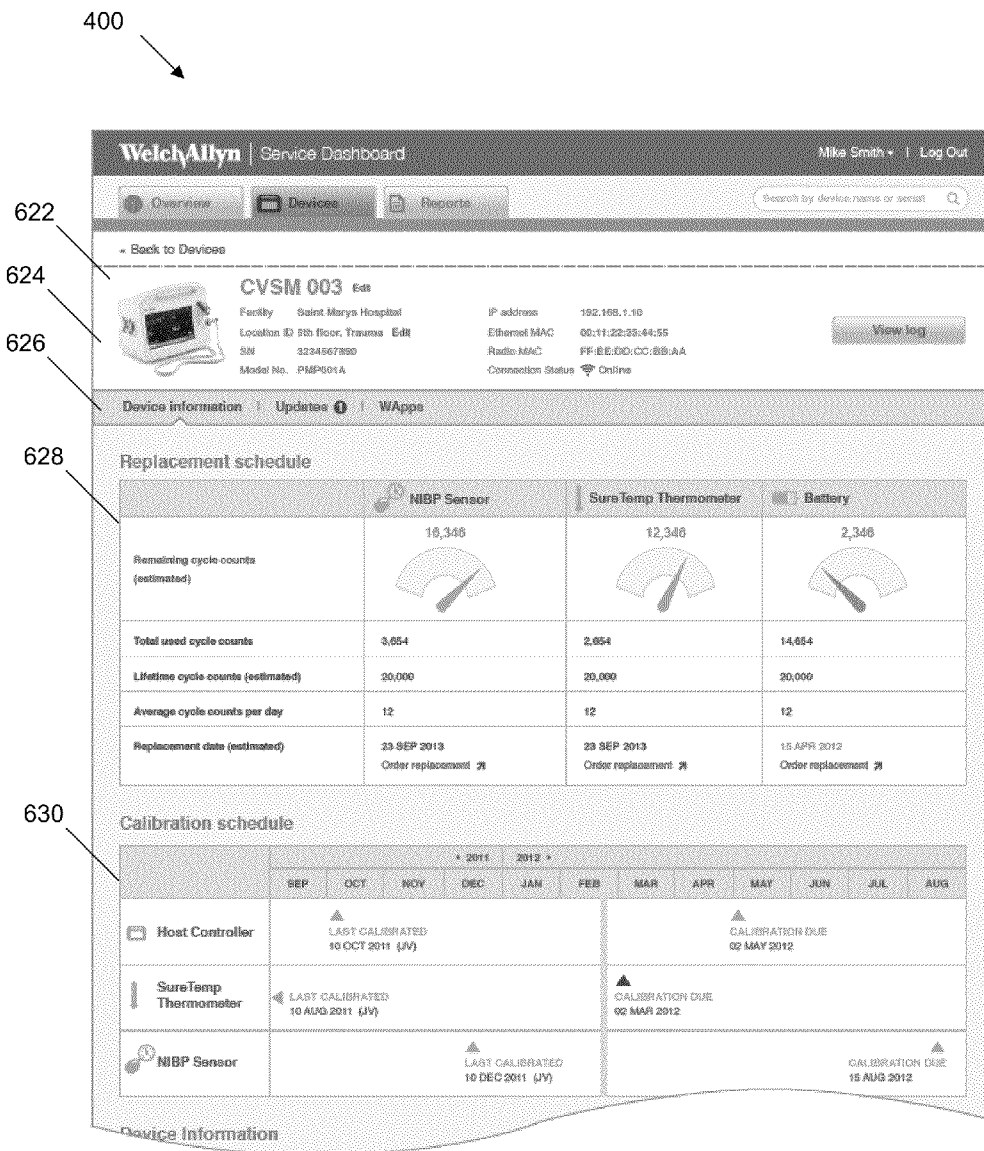 400
WelchAllyn | Service Dashboard
Mike Smith | Log Out
Overview
Devices
Reports
Search by device name or serial
622
« Back to Devices
624
CVSM 003 Edit
Facility Saint Marys Hospital
Location ID 5th floor, Trauma Edit
SN 3234567890
Model No. PMP501A
IP address 192.168.1.10
Ethernet MAC 00:11:22:33:44:55
Radio MAC FF:EE:DD:CC:BB:AA
Connection Status Online
View log
626
Device information | Updates 1 | WApps
628
Replacement schedule
NIBP Sensor
SureTemp Thermometer
Battery
Remaining cycle counts
(estimated)
16,346
12,346
2,346
Total used cycle counts 3,654 2,654 14,654
Lifetime cycle counts (estimated) 20,000 20,000 20,000
Average cycle counts per day 12 12 12
Replacement date (estimated) 23 SEP 2013 23 SEP 2013 15 APR 2012
Order replacement Order replacement Order replacement
630
Calibration schedule
2011 2012
SEP OCT NOV DEC JAN FEB MAR APR MAY JUN JUL AUG
Host Controller
LAST CALIBRATED
10 OCT 2011 (JV)
CALIBRATION DUE
02 MAY 2012
SureTemp
Thermometer
LAST CALIBRATED
10 AUG 2011 (JV)
CALIBRATION DUE
02 MAR 2012
NIBP Sensor
LAST CALIBRATED
10 DEC 2011 (JV)
CALIBRATION DUE
15 AUG 2012
Device Information